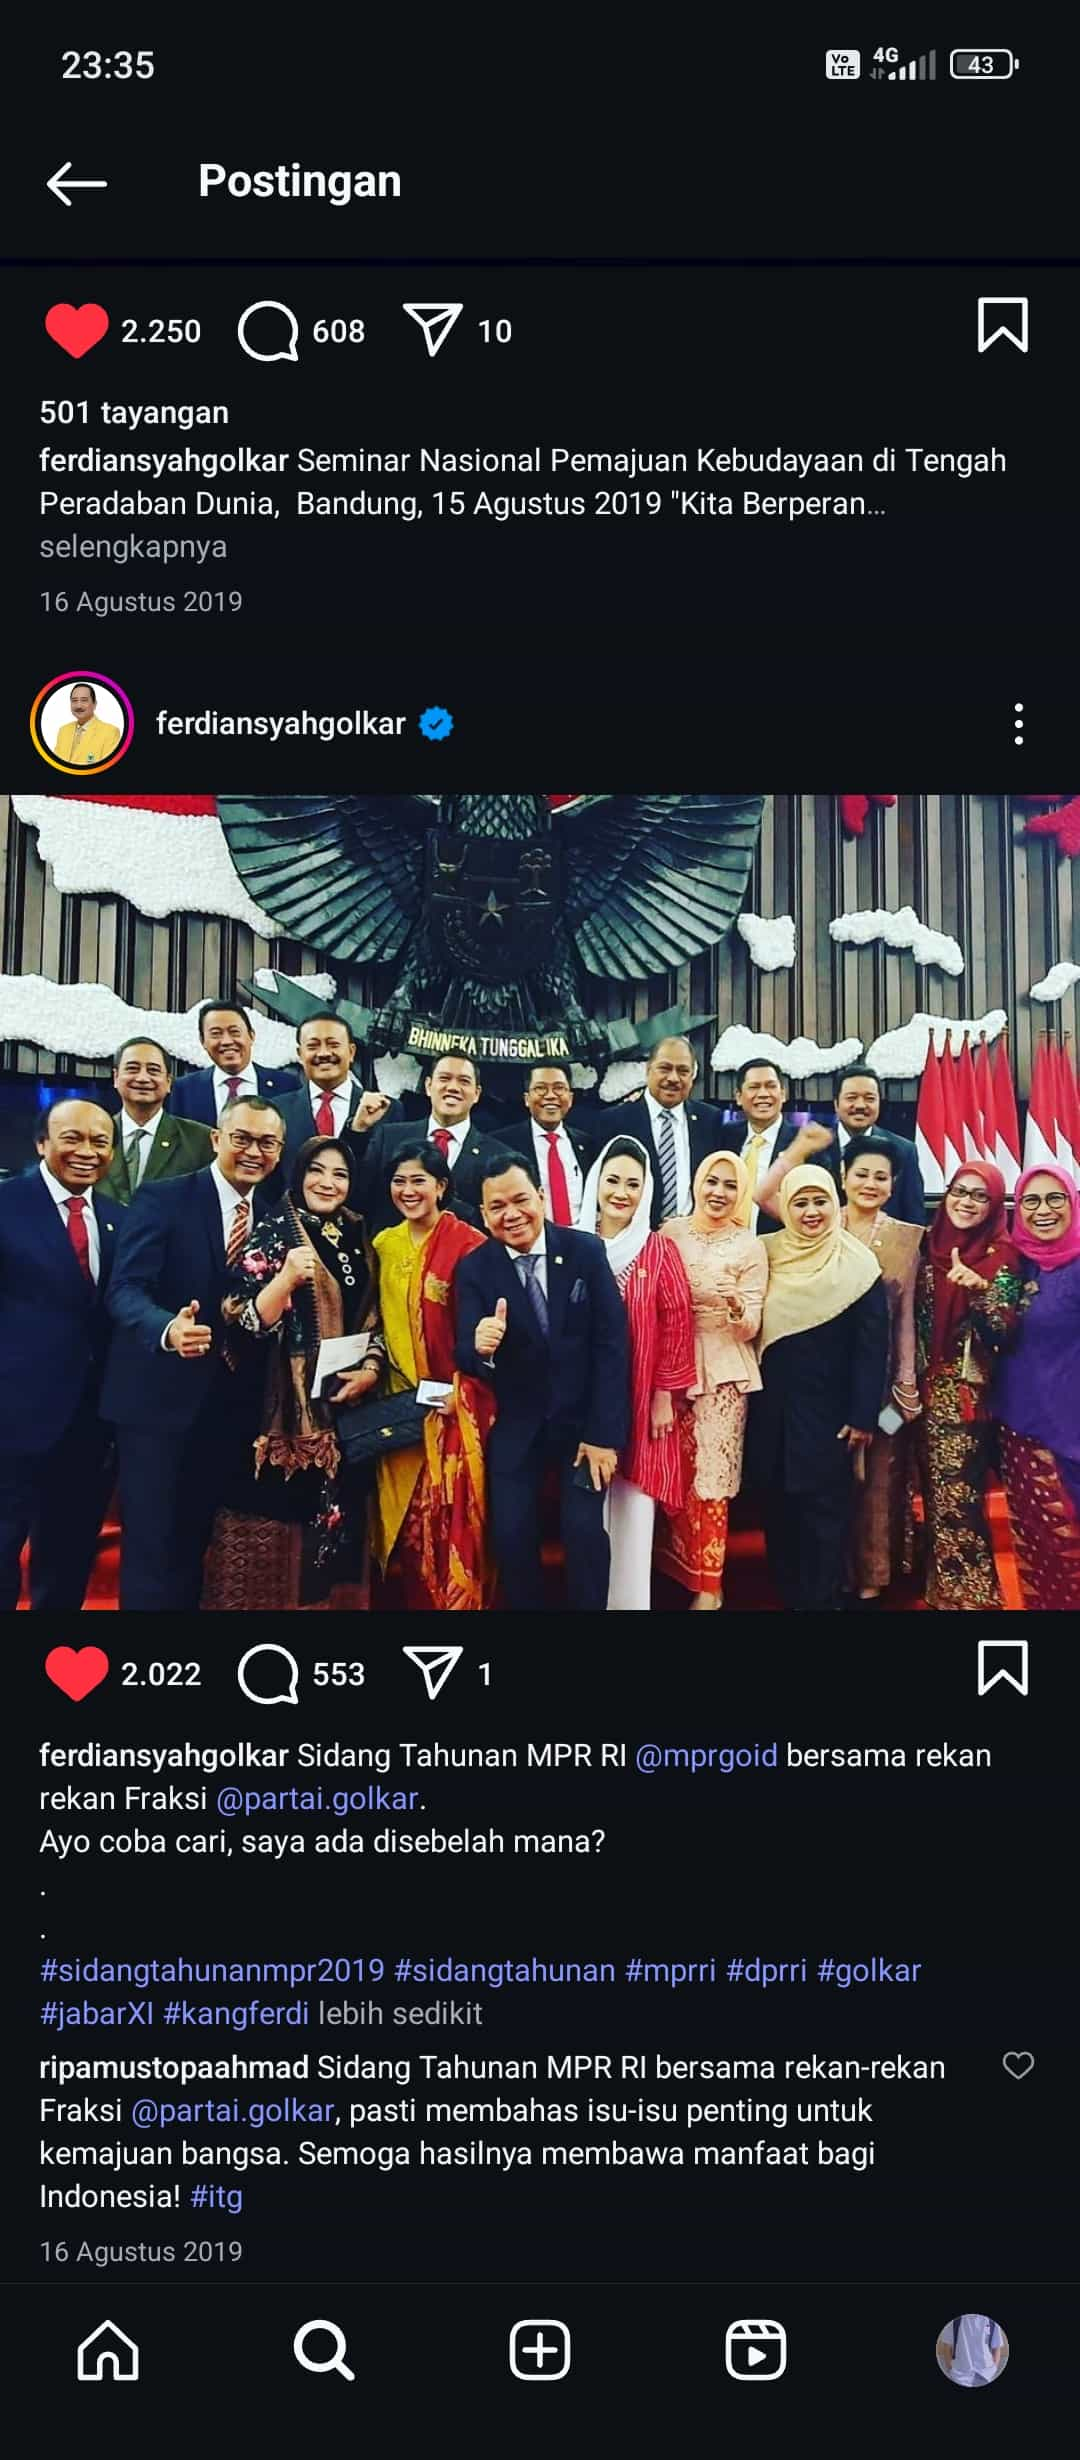 23:35
Vo LTE 4G 43
Postingan
2.250 608 10
501 tayangan
ferdiansyahgolkar Seminar Nasional Pemajuan Kebudayaan di Tengah
Peradaban Dunia,  Bandung, 15 Agustus 2019 "Kita Berperan...
selengkapnya
16 Agustus 2019
ferdiansyahgolkar
BHINNEKA TUNGGAL IKA
2.022 553 1
ferdiansyahgolkar Sidang Tahunan MPR RI @mprgoid bersama rekan
rekan Fraksi @partai.golkar.
Ayo coba cari, saya ada disebelah mana?
.
.
#sidangtahunanmpr2019 #sidangtahunan #mprri #dprri #golkar
#jabarXI #kangferdi lebih sedikit
ripamustopaahmad Sidang Tahunan MPR RI bersama rekan-rekan
Fraksi @partai.golkar, pasti membahas isu-isu penting untuk
kemajuan bangsa. Semoga hasilnya membawa manfaat bagi
Indonesia! #itg
16 Agustus 2019